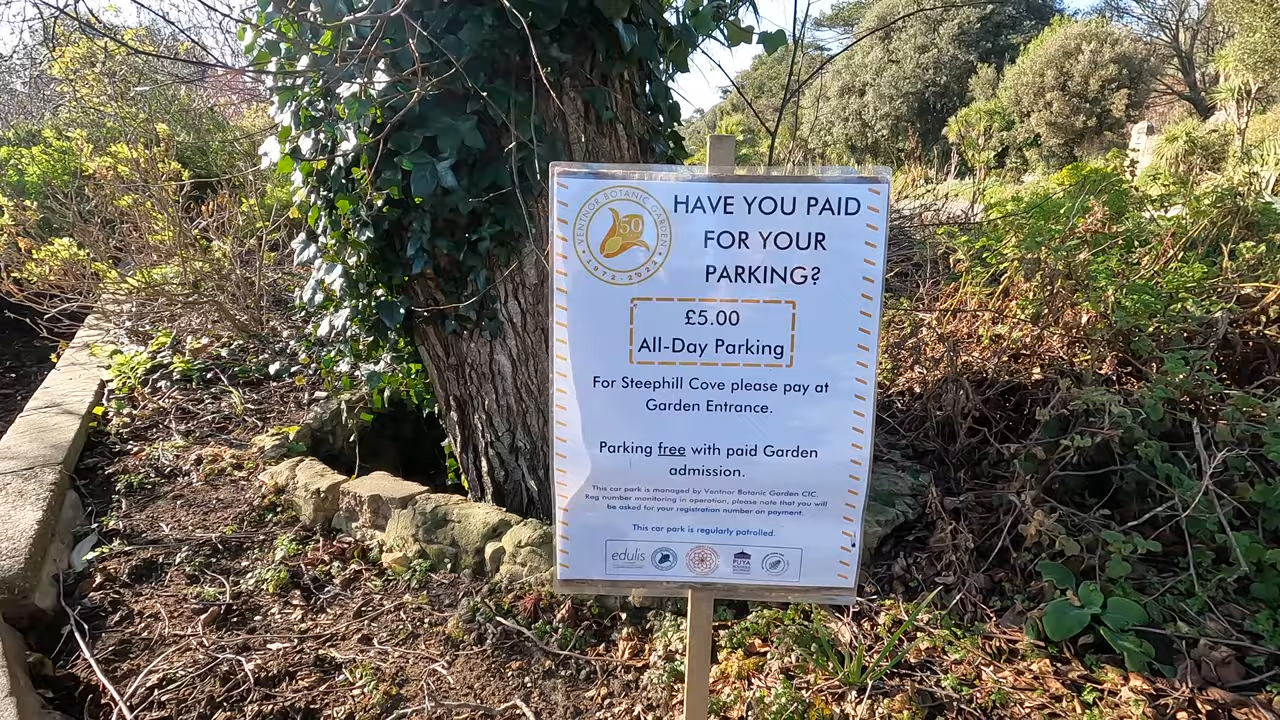 VENTNOR BOTANIC GARDEN
50
1972 - 2022
HAVE YOU PAID
FOR YOUR
PARKING?
£5.00
All-Day Parking
For Steephill Cove please pay at
Garden Entrance.
Parking free with paid Garden
admission.
This car park is managed by Ventnor Botanic Garden CIC.
Reg number monitoring in operation, please note that you will
be asked for your registration number on payment.
This car park is regularly patrolled.
edulis
PUYA